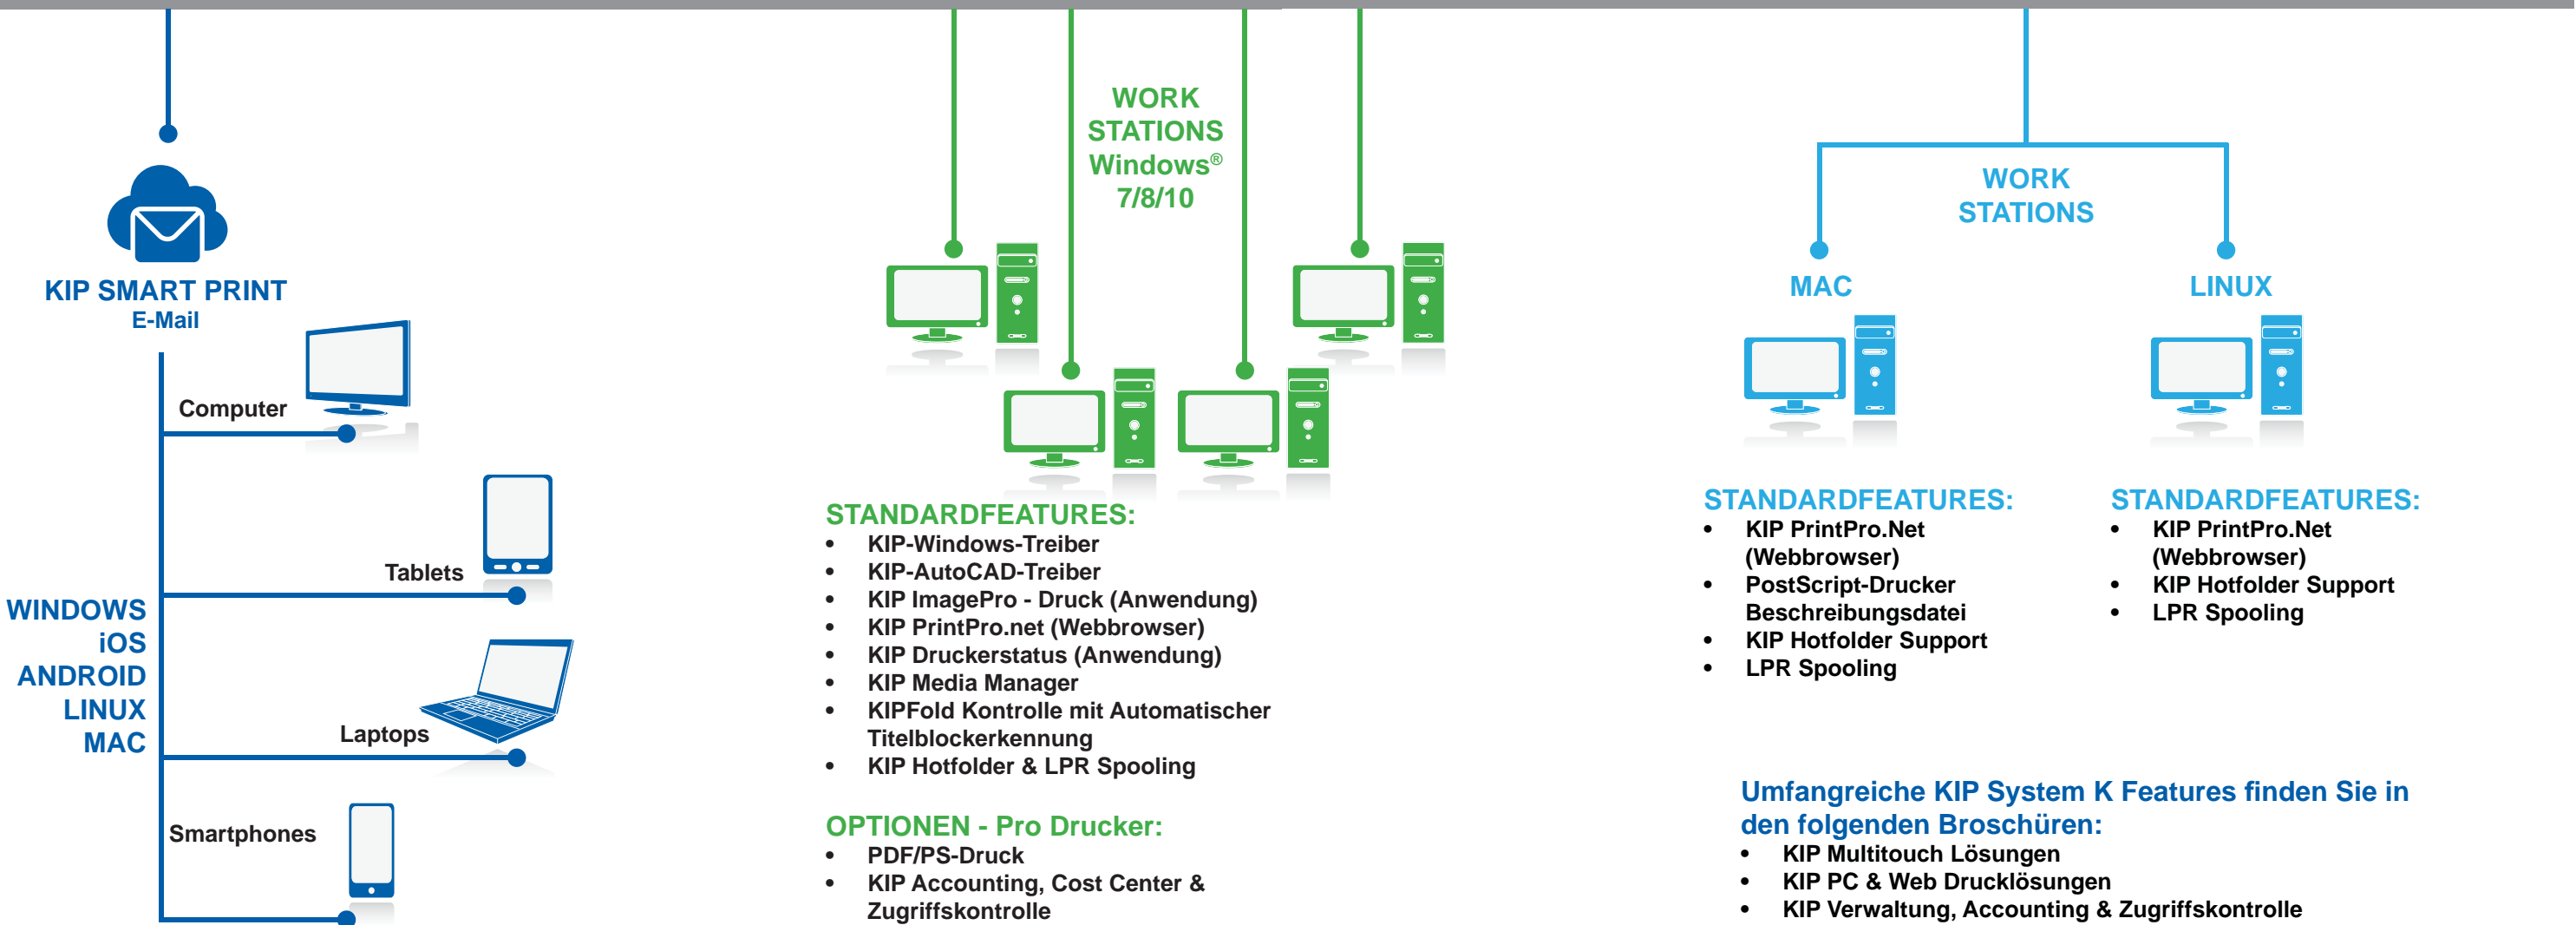 KIP SMART PRINT
E-Mail
Computer
Tablets
WINDOWS
iOS
ANDROID
LINUX
MAC
Laptops
Smartphones
WORK
STATIONS
Windows®
7/8/10
STANDARDFEATURES:
• KIP-Windows-Treiber
• KIP-AutoCAD-Treiber
• KIP ImagePro - Druck (Anwendung)
• KIP PrintPro.net (Webbrowser)
• KIP Druckerstatus (Anwendung)
• KIP Media Manager
• KIPFold Kontrolle mit Automatischer
Titelblockerkennung
• KIP Hotfolder & LPR Spooling
OPTIONEN - Pro Drucker:
• PDF/PS-Druck
• KIP Accounting, Cost Center &
Zugriffskontrolle
WORK
STATIONS
MAC
STANDARDFEATURES:
• KIP PrintPro.Net
(Webbrowser)
• PostScript-Drucker
Beschreibungsdatei
• KIP Hotfolder Support
• LPR Spooling
LINUX
STANDARDFEATURES:
• KIP PrintPro.Net
(Webbrowser)
• KIP Hotfolder Support
• LPR Spooling
Umfangreiche KIP System K Features finden Sie in
den folgenden Broschüren:
• KIP Multitouch Lösungen
• KIP PC & Web Drucklösungen
• KIP Verwaltung, Accounting & Zugriffskontrolle